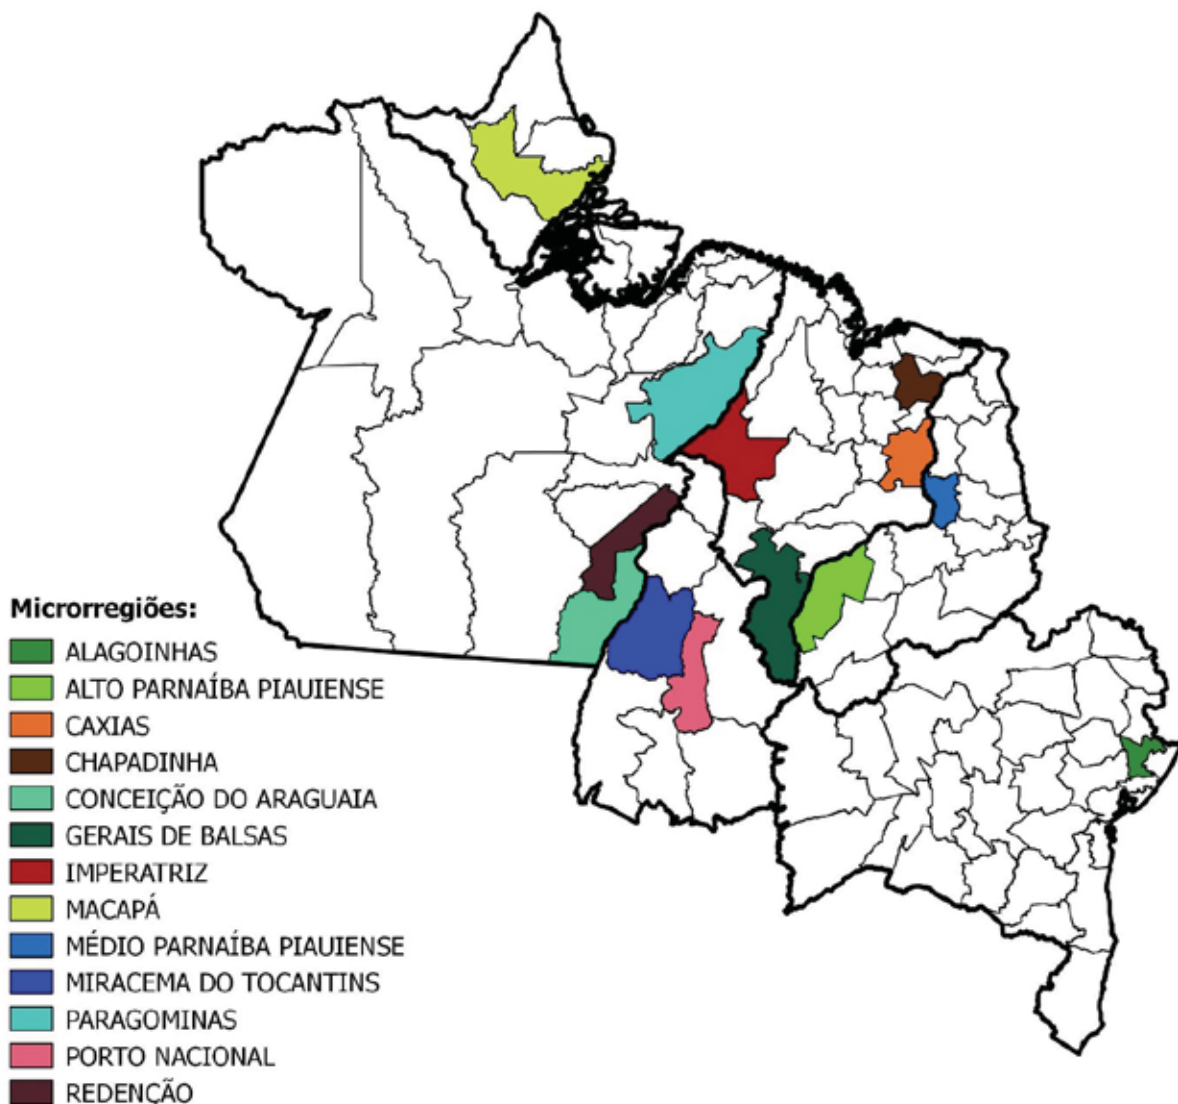 Microrregiões:
ALAGOINHAS
ALTO PARNAÍBA PIAUIENSE
CAXIAS
CHAPADINHA
CONCEIÇÃO DO ARAGUAIA
GERAIS DE BALSAS
IMPERATRIZ
MACAPÁ
MÉDIO PARNAÍBA PIAUIENSE
MIRACEMA DO TOCANTINS
PARAGOMINAS
PORTO NACIONAL
REDENÇÃO